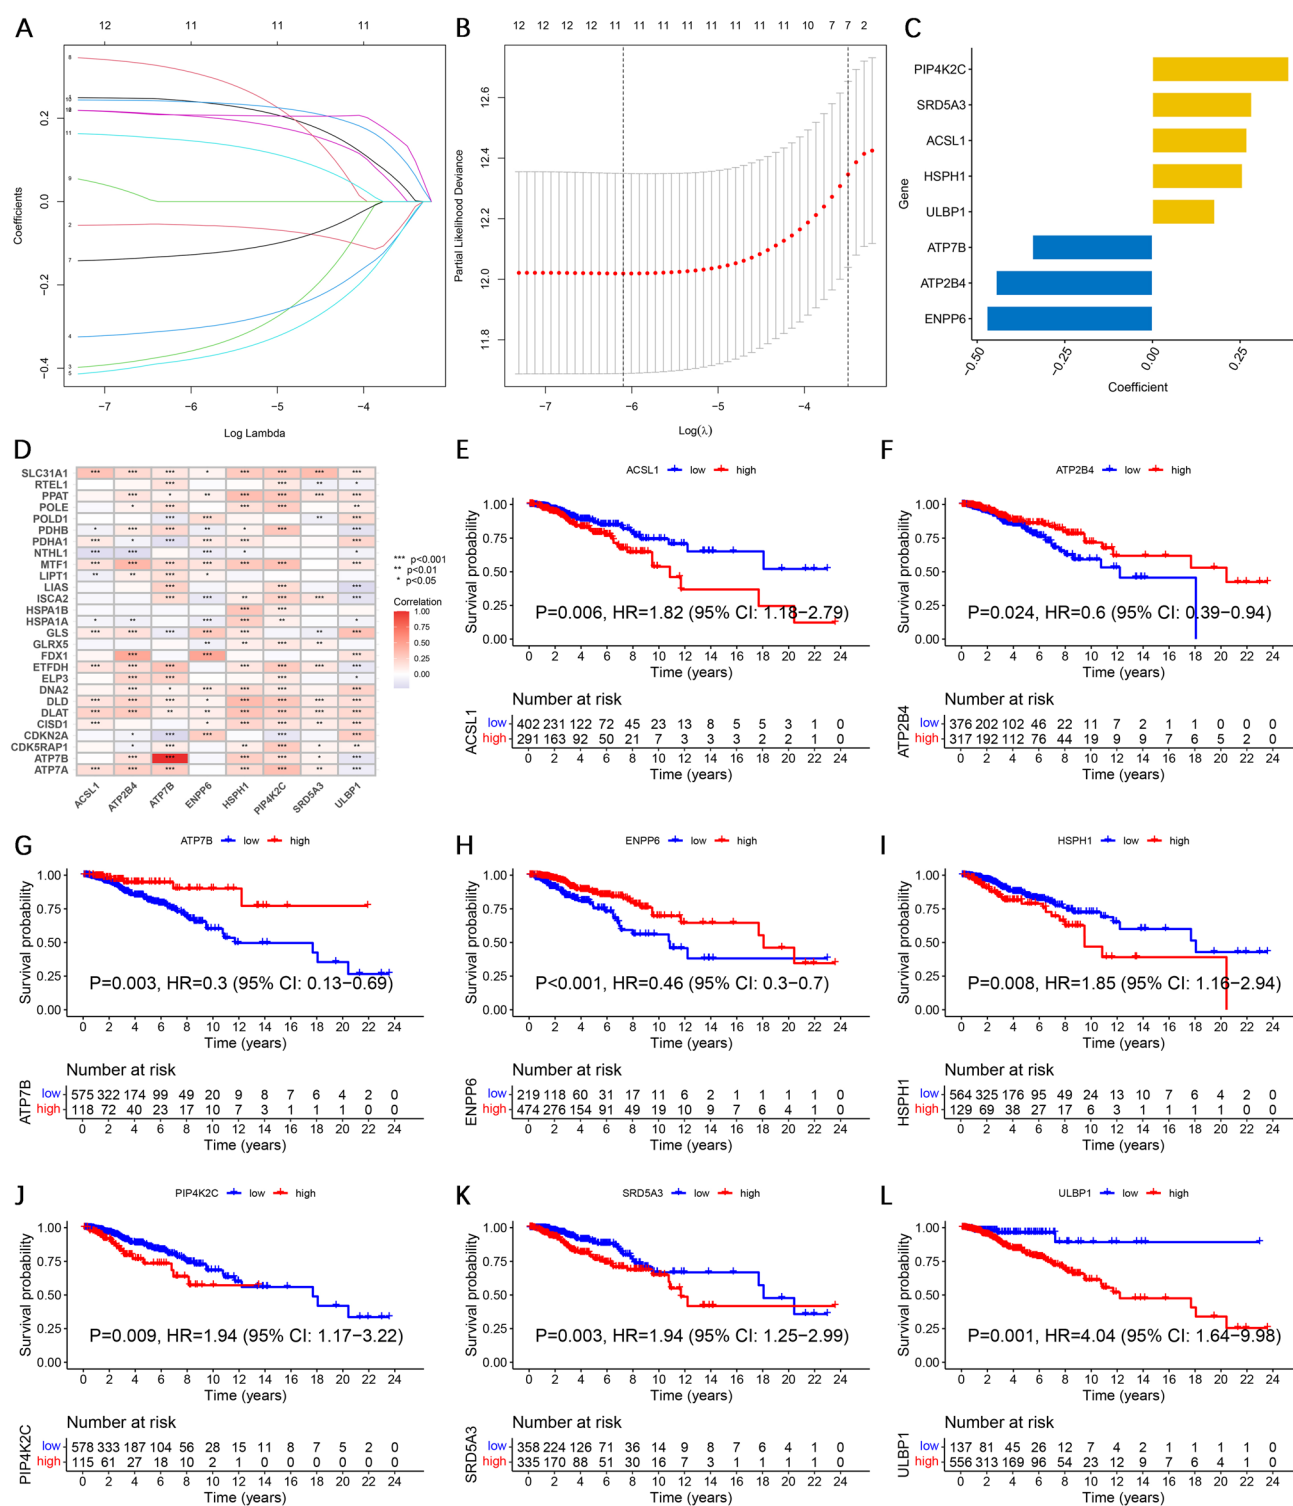 A
12 11 11 11
0.2
0.0
−0.2
−0.4
Coefficients
8
9
11
2
7
4
3
5
−7 −6 −5 −4
Log Lambda
B
12 12 12 12 11 11 11 11 11 11 11 11 10 7 7 2
12.6
12.4
12.2
12.0
11.8
Partial Likelihood Deviance
−7 −6 −5 −4
Log(λ)
C
Gene
PIP4K2C
SRD5A3
ACSL1
HSPH1
ULBP1
ATP7B
ATP2B4
ENPP6
−0.50 −0.25 0.00 0.25
Coefficient
D
SLC31A1
RTEL1
PPAT
POLE
POLD1
PDHB
PDHA1
NTHL1
MTF1
LIPT1
LIAS
ISCA2
HSPA1B
HSPA1A
GLS
GLRX5
FDX1
ETFDH
ELP3
DNA2
DLD
DLAT
CISD1
CDKN2A
CDK5RAP1
ATP7B
ATP7A
ACSL1 ATP2B4 ATP7B ENPP6 HSPH1 PIP4K2C SRD5A3 ULBP1
*** p<0.001
** p<0.01
* p<0.05
Correlation
1.00
0.75
0.50
0.25
0.00
E
ACSL1 low high
Survival probability
1.00
0.75
0.50
0.25
0.00
P=0.006, HR=1.82 (95% CI: 1.18−2.79)
0 2 4 6 8 10 12 14 16 18 20 22 24
Time (years)
Number at risk
ACSL1
low 402 231 122 72 45 23 13 8 5 5 3 1 0
high 291 163 92 50 21 7 3 3 3 2 2 1 0
0 2 4 6 8 10 12 14 16 18 20 22 24
Time (years)
F
ATP2B4 low high
Survival probability
1.00
0.75
0.50
0.25
0.00
P=0.024, HR=0.6 (95% CI: 0.39−0.94)
0 2 4 6 8 10 12 14 16 18 20 22 24
Time (years)
Number at risk
ATP2B4
low 376 202 102 46 22 11 7 2 1 1 0 0 0
high 317 192 112 76 44 19 9 9 7 6 5 2 0
0 2 4 6 8 10 12 14 16 18 20 22 24
Time (years)
G
ATP7B low high
Survival probability
1.00
0.75
0.50
0.25
0.00
P=0.003, HR=0.3 (95% CI: 0.13−0.69)
0 2 4 6 8 10 12 14 16 18 20 22 24
Time (years)
Number at risk
ATP7B
low 575 322 174 99 49 20 9 8 7 6 4 2 0
high 118 72 40 23 17 10 7 3 1 1 1 0 0
0 2 4 6 8 10 12 14 16 18 20 22 24
Time (years)
H
ENPP6 low high
Survival probability
1.00
0.75
0.50
0.25
0.00
P<0.001, HR=0.46 (95% CI: 0.3−0.7)
0 2 4 6 8 10 12 14 16 18 20 22 24
Time (years)
Number at risk
ENPP6
low 219 118 60 31 17 11 6 2 1 1 1 1 0
high 474 276 154 91 49 19 10 9 7 6 4 1 0
0 2 4 6 8 10 12 14 16 18 20 22 24
Time (years)
I
HSPH1 low high
Survival probability
1.00
0.75
0.50
0.25
0.00
P=0.008, HR=1.85 (95% CI: 1.16−2.94)
0 2 4 6 8 10 12 14 16 18 20 22 24
Time (years)
Number at risk
HSPH1
low 564 325 176 95 49 24 13 10 7 6 4 2 0
high 129 69 38 27 17 6 3 1 1 1 1 0 0
0 2 4 6 8 10 12 14 16 18 20 22 24
Time (years)
J
PIP4K2C low high
Survival probability
1.00
0.75
0.50
0.25
0.00
P=0.009, HR=1.94 (95% CI: 1.17−3.22)
0 2 4 6 8 10 12 14 16 18 20 22 24
Time (years)
Number at risk
PIP4K2C
low 578 333 187 104 56 28 15 11 8 7 5 2 0
high 115 61 27 18 10 2 1 0 0 0 0 0 0
0 2 4 6 8 10 12 14 16 18 20 22 24
Time (years)
K
SRD5A3 low high
Survival probability
1.00
0.75
0.50
0.25
0.00
P=0.003, HR=1.94 (95% CI: 1.25−2.99)
0 2 4 6 8 10 12 14 16 18 20 22 24
Time (years)
Number at risk
SRD5A3
low 358 224 126 71 36 14 9 8 7 6 4 1 0
high 335 170 88 51 30 16 7 3 1 1 1 1 0
0 2 4 6 8 10 12 14 16 18 20 22 24
Time (years)
L
ULBP1 low high
Survival probability
1.00
0.75
0.50
0.25
0.00
P=0.001, HR=4.04 (95% CI: 1.64−9.98)
0 2 4 6 8 10 12 14 16 18 20 22 24
Time (years)
Number at risk
ULBP1
low 137 81 45 26 12 7 4 2 1 1 1 1 0
high 556 313 169 96 54 23 12 9 7 6 4 1 0
0 2 4 6 8 10 12 14 16 18 20 22 24
Time (years)